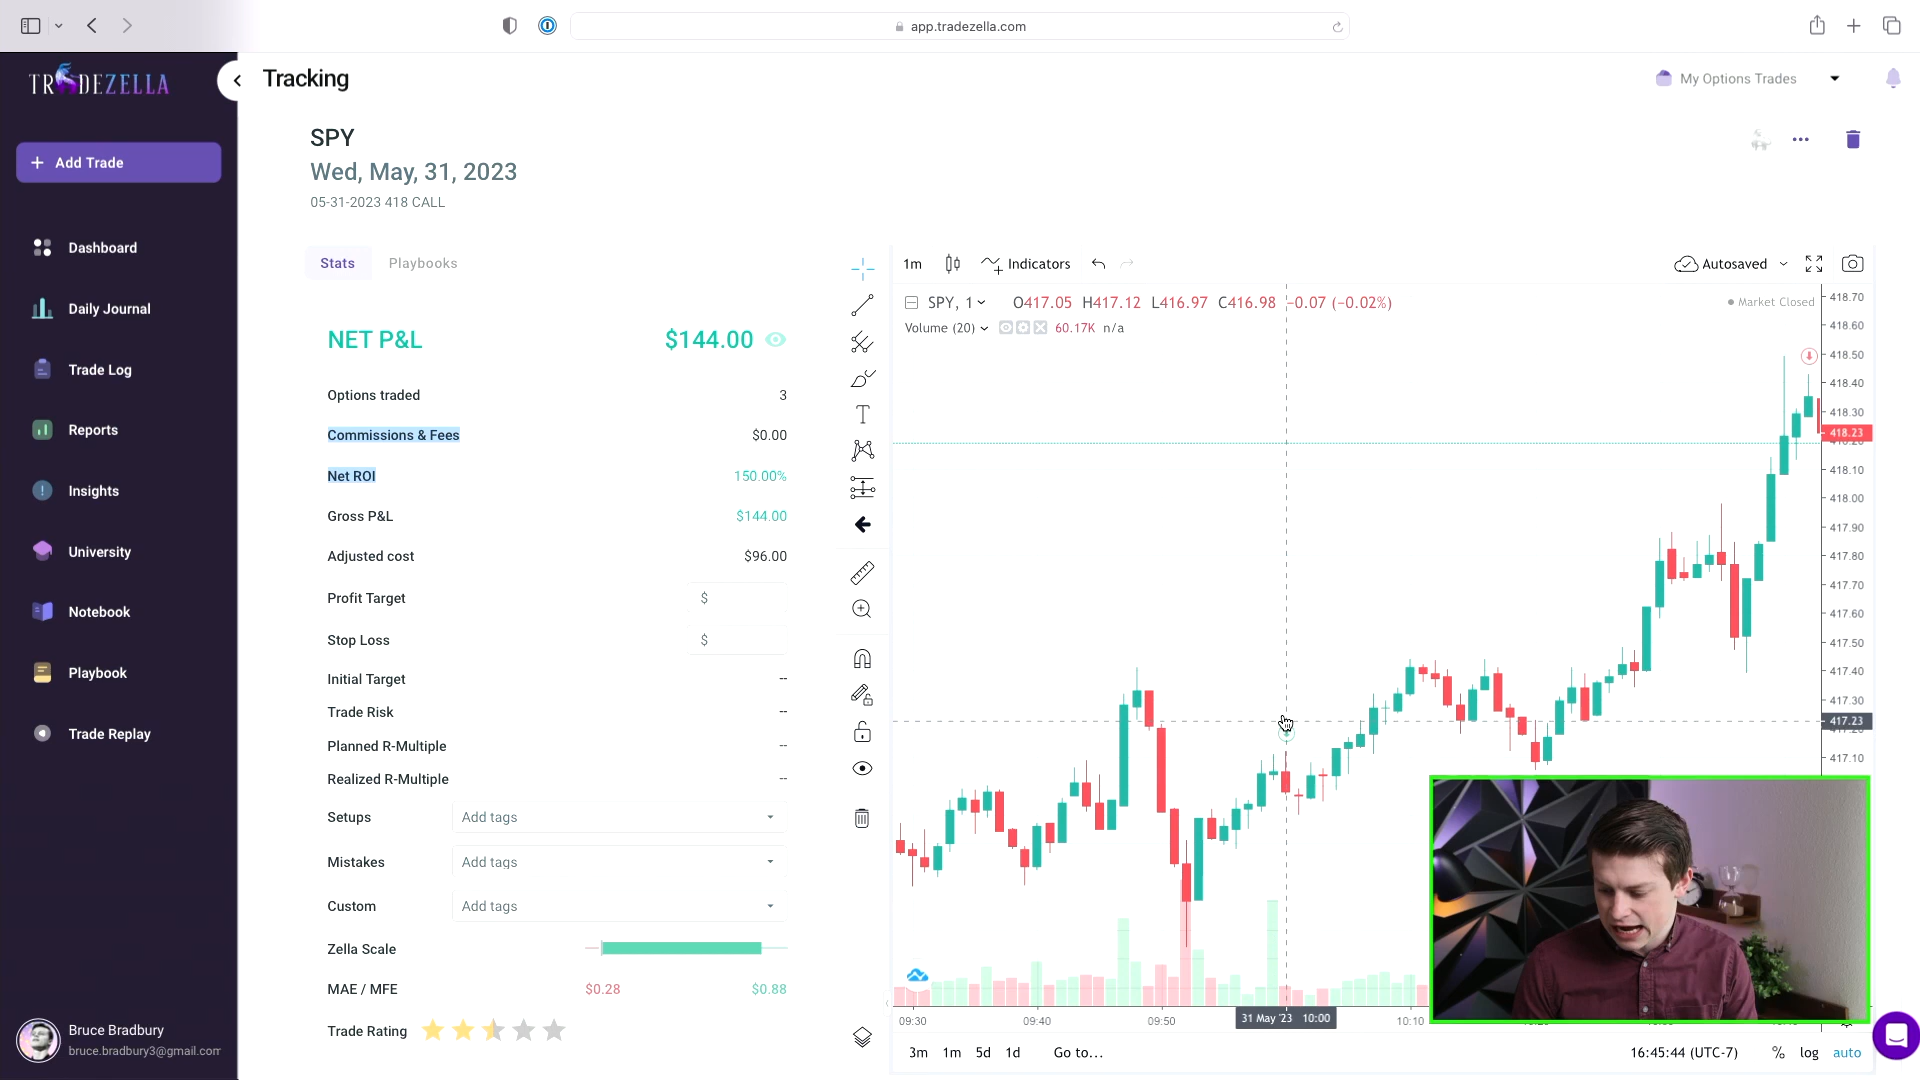 app.tradezella.com
TRADEZELLA
Tracking
My Options Trades
SPY
Wed, May, 31, 2023
05-31-2023 418 CALL
+ Add Trade
Dashboard
Daily Journal
Trade Log
Reports
Insights
University
Notebook
Playbook
Trade Replay
Bruce Bradbury
bruce.bradbury3@gmail.com
Stats
Playbooks
NET P&L $144.00
Options traded 3
Commissions & Fees $0.00
Net ROI 150.00%
Gross P&L $144.00
Adjusted cost $96.00
Profit Target $
Stop Loss $
Initial Target --
Trade Risk --
Planned R-Multiple --
Realized R-Multiple --
Setups Add tags
Mistakes Add tags
Custom Add tags
Zella Scale
MAE / MFE $0.28 $0.88
Trade Rating
1m Indicators Autosaved
SPY, 1 O417.05 H417.12 L416.97 C416.98 −0.07 (−0.02%)
Market Closed
Volume (20) 60.17K n/a
418.70
418.60
418.50
418.40
418.30
418.23
418.10
418.00
417.90
417.80
417.70
417.60
417.50
417.40
417.30
417.23
417.10
09:30 09:40 09:50 31 May '23 10:00 10:10
3m 1m 5d 1d Go to...
16:45:44 (UTC-7) % log auto